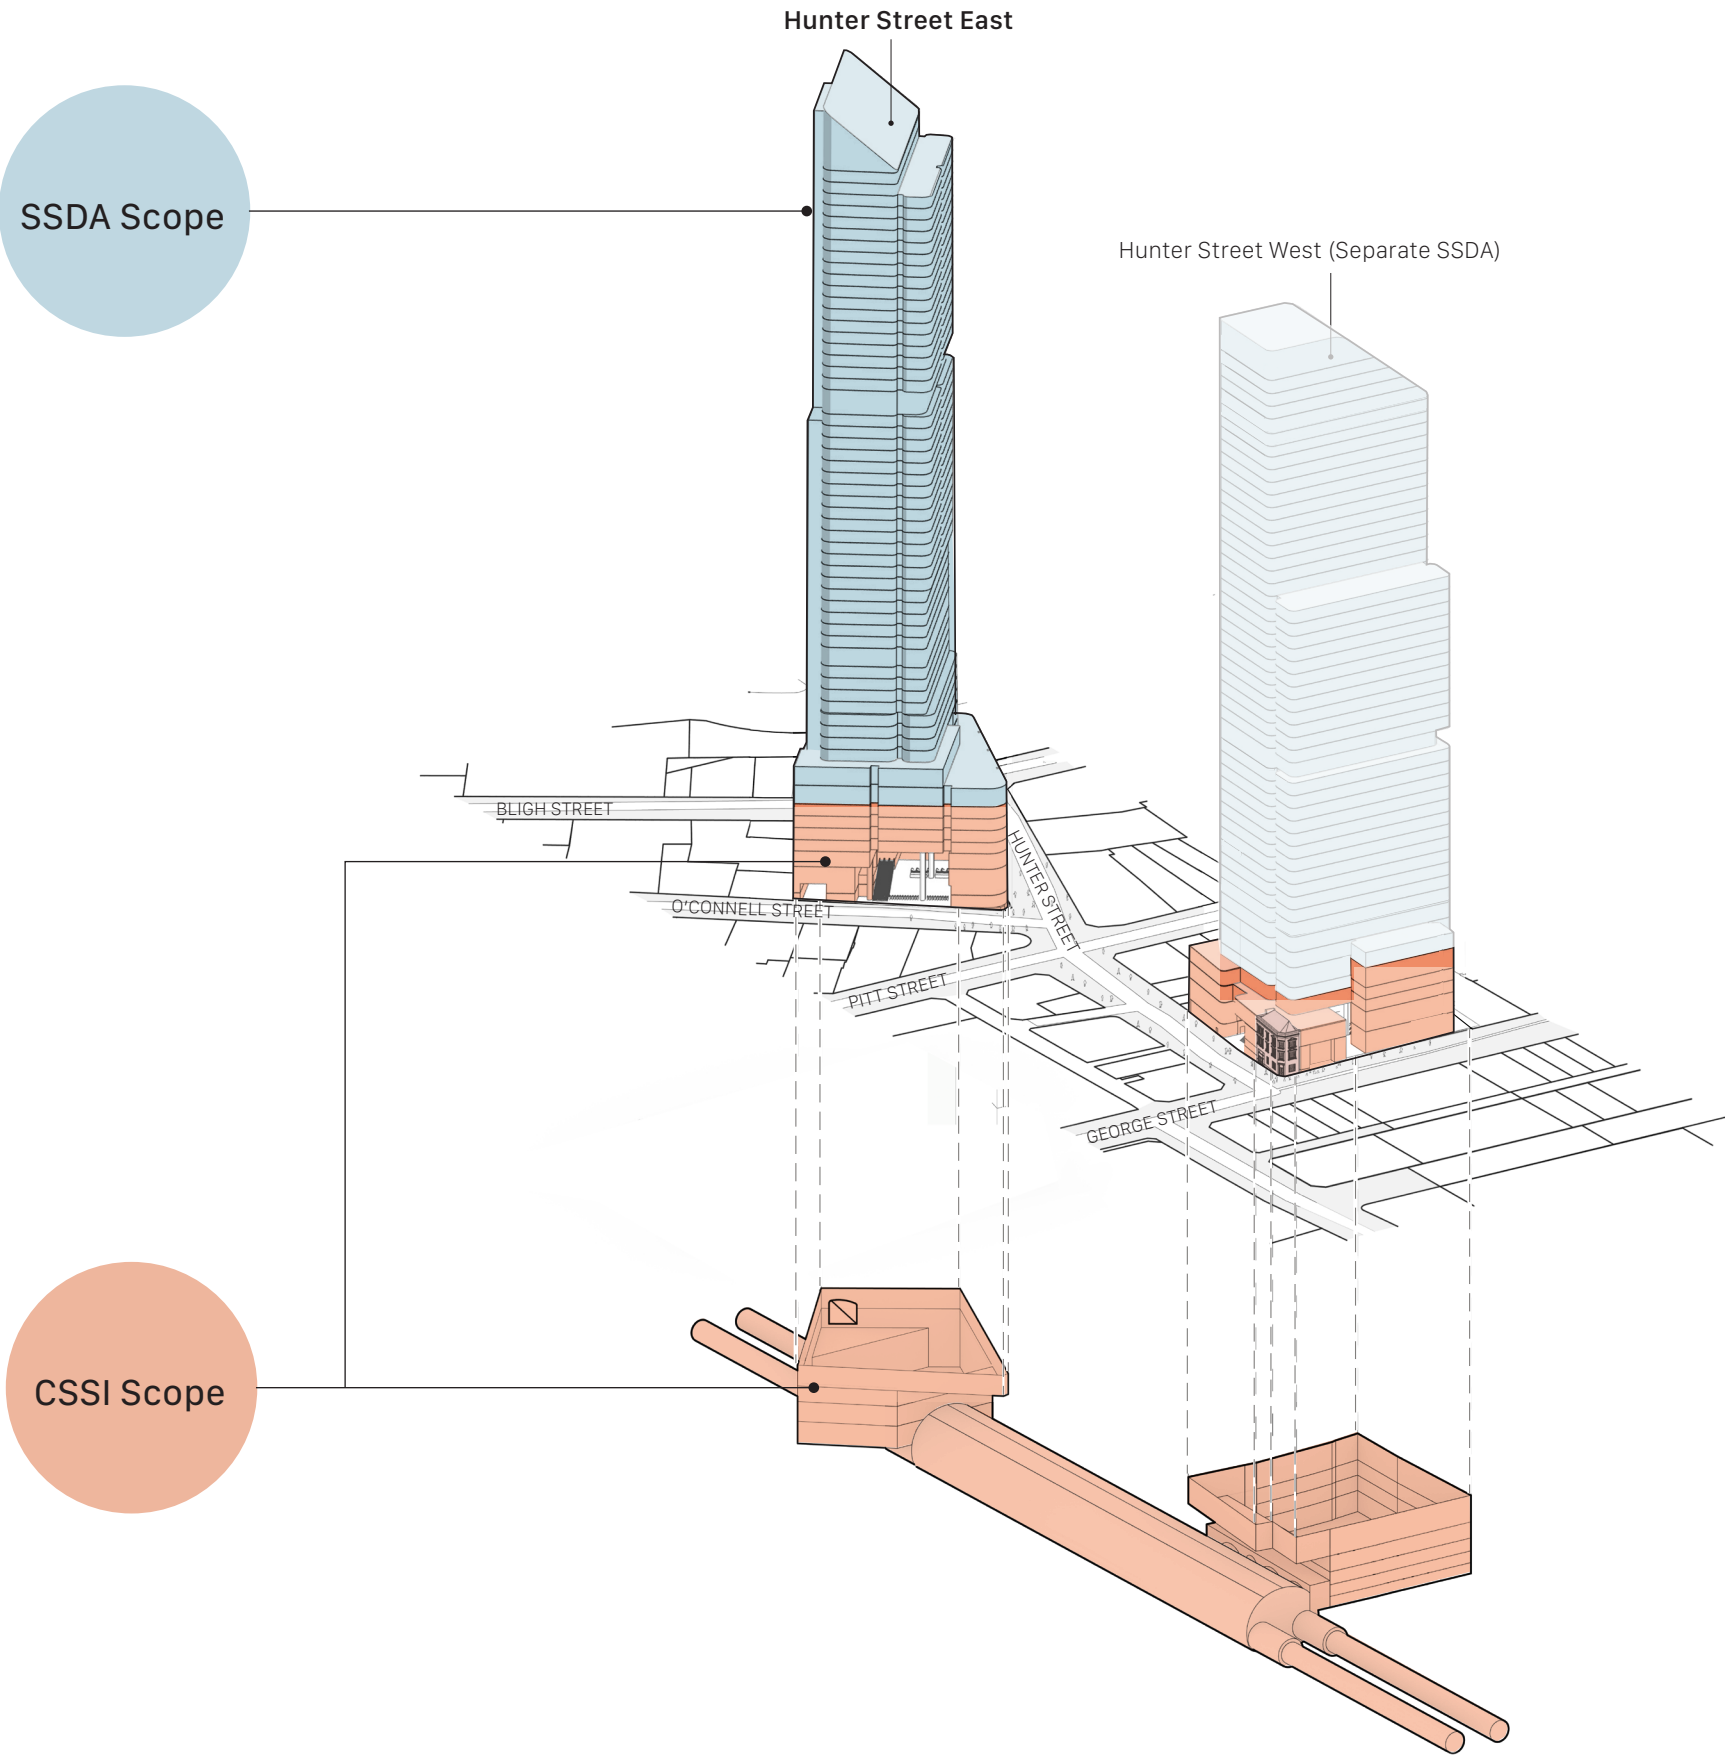 Hunter Street East
SSDA Scope
Hunter Street West (Separate SSDA)
BLIGH STREET
HUNTER STREET
O'CONNELL STREET
PITT STREET
GEORGE STREET
CSSI Scope